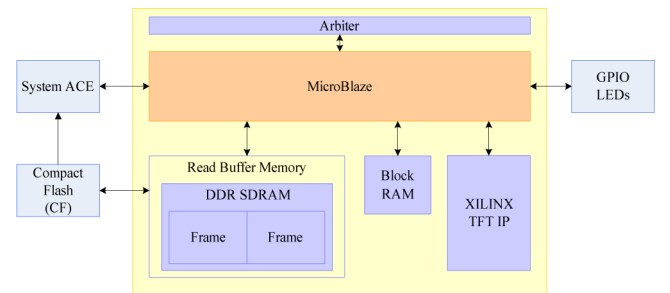 Arbiter
System ACE
MicroBlaze
GPIO
LEDs
Compact
Flash
(CF)
Read Buffer Memory
DDR SDRAM
Frame
Frame
Block
RAM
XILINX
TFT IP